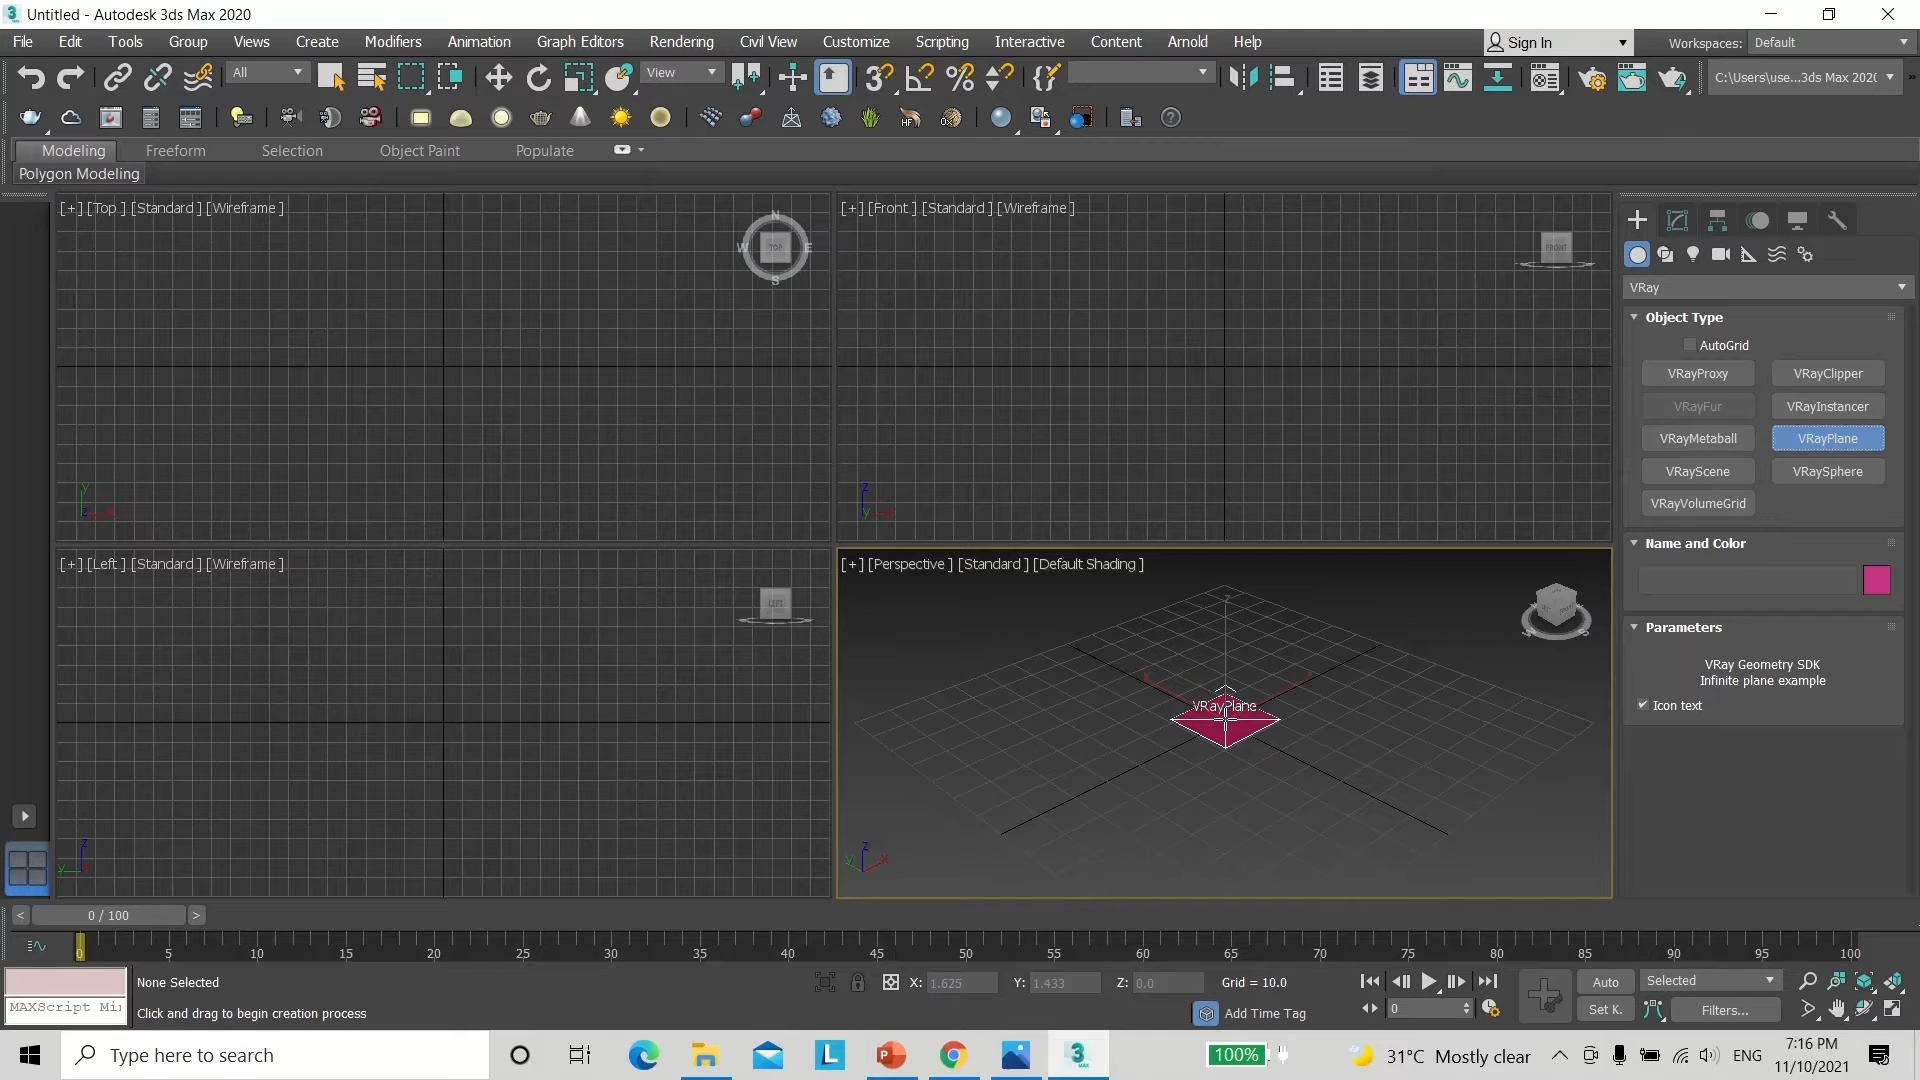 Untitled - Autodesk 3ds Max 2020
File Edit Tools Group Views Create Modifiers Animation Graph Editors Rendering Civil View Customize Scripting Interactive Content Arnold Help Sign In Workspaces: Default
All View C:\Users\use...3ds Max 202(
Modeling Freeform Selection Object Paint Populate
Polygon Modeling
[+] [Top ] [Standard ] [Wireframe ]
N
W TOP E
S
[+] [Front ] [Standard ] [Wireframe ]
FRONT
y
z x
z
y x
[+] [Left ] [Standard ] [Wireframe ]
LEFT
z
y
[+] [Perspective ] [Standard ] [Default Shading ]
Z
VRayPlane
z
y x
VRay
Object Type
AutoGrid
VRayProxy VRayClipper
VRayFur VRayInstancer
VRayMetaball VRayPlane
VRayScene VRaySphere
VRayVolumeGrid
Name and Color
Parameters
VRay Geometry SDK
Infinite plane example
Icon text
< 0 / 100 >
0 5 10 15 20 25 30 35 40 45 50 55 60 65 70 75 80 85 90 95 100
None Selected X: 1.625 Y: 1.433 Z: 0.0 Grid = 10.0 Auto Selected
MAXScript Mi Click and drag to begin creation process Add Time Tag 0 Set K. Filters...
Type here to search 100% 31°C Mostly clear ENG 7:16 PM
11/10/2021